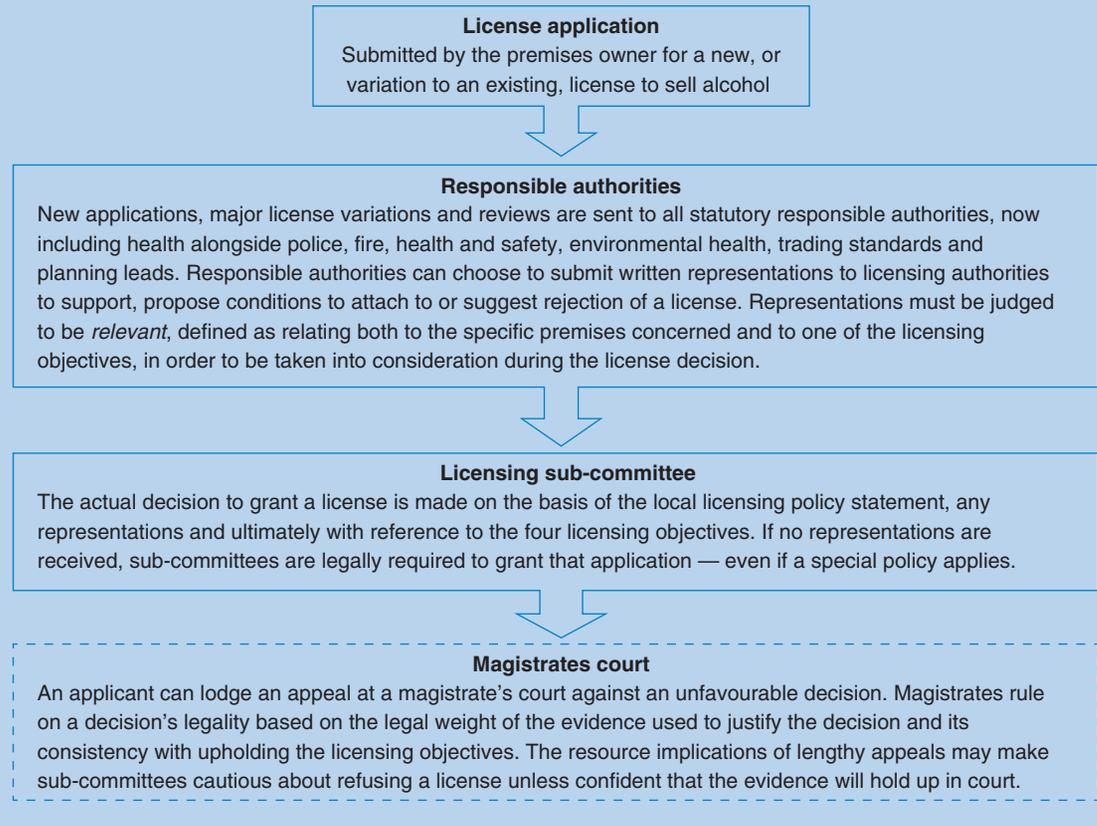 License application
Submitted by the premises owner for a new, or
variation to an existing, license to sell alcohol
Responsible authorities
New applications, major license variations and reviews are sent to all statutory responsible authorities, now
including health alongside police, fire, health and safety, environmental health, trading standards and
planning leads. Responsible authorities can choose to submit written representations to licensing authorities
to support, propose conditions to attach to or suggest rejection of a license. Representations must be judged
to be relevant, defined as relating both to the specific premises concerned and to one of the licensing
objectives, in order to be taken into consideration during the license decision.
Licensing sub-committee
The actual decision to grant a license is made on the basis of the local licensing policy statement, any
representations and ultimately with reference to the four licensing objectives. If no representations are
received, sub-committees are legally required to grant that application — even if a special policy applies.
Magistrates court
An applicant can lodge an appeal at a magistrate’s court against an unfavourable decision. Magistrates rule
on a decision’s legality based on the legal weight of the evidence used to justify the decision and its
consistency with upholding the licensing objectives. The resource implications of lengthy appeals may make
sub-committees cautious about refusing a license unless confident that the evidence will hold up in court.